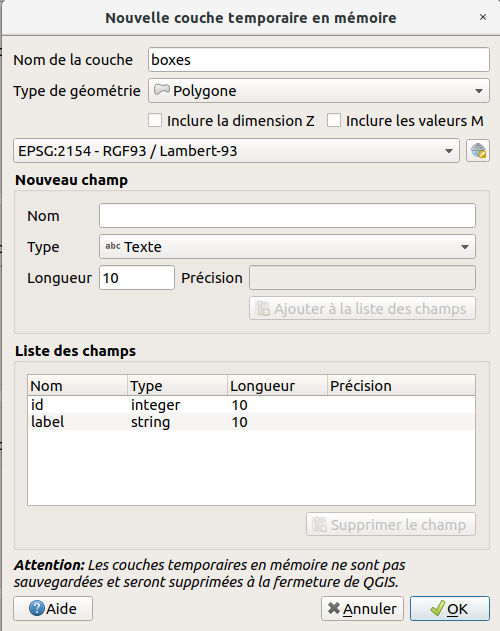 Nouvelle couche temporaire en mémoire ×
Nom de la couche boxes
Type de géométrie Polygone
Inclure la dimension Z Inclure les valeurs M
EPSG:2154 - RGF93 / Lambert-93
Nouveau champ
Nom
Type abc Texte
Longueur 10 Précision
Ajouter à la liste des champs
Liste des champs
Nom Type Longueur Précision
id integer 10
label string 10
Supprimer le champ
Attention: Les couches temporaires en mémoire ne sont pas
sauvegardées et seront supprimées à la fermeture de QGIS.
Aide Annuler OK